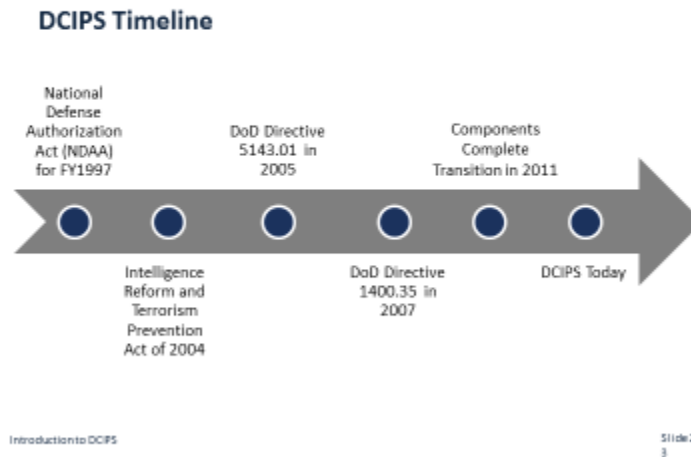 DCIPS Timeline
National
Defense
Authorization
Act (NDAA)
for FY1997
DoD Directive
5143.01 in
2005
Components
Complete
Transition in 2011
Intelligence
Reform and
Terrorism
Prevention
Act of 2004
DoD Directive
1400.35 in
2007
DCIPS Today
Introduction to DCIPS
Slide 2
3